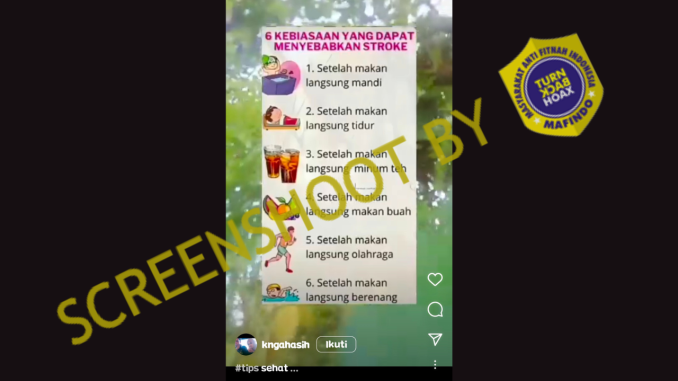 6 KEBIASAAN YANG DAPAT
MENYEBABKAN STROKE
1. Setelah makan
langsung mandi
2. Setelah makan
langsung tidur
3. Setelah makan
langsung minum teh
4. Setelah makan
langsung makan buah
5. Setelah makan
langsung olahraga
6. Setelah makan
langsung berenang
SCREENSHOOT BY
MASYARAKAT ANTI FITNAH INDONESIA
TURN
BACK
HOAX
MAFINDO
kngahasih Ikuti
#tips sehat ...